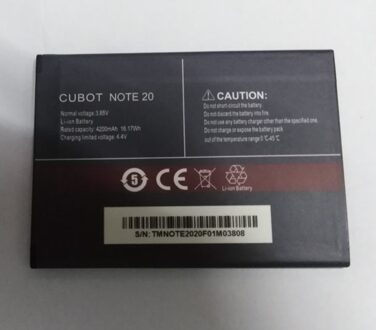 CUBOT NOTE 20
Normal voltage:3.85V
Li-ion Battery
Rated capacity: 4200mAh 16.17Wh
Limited charging voltage: 4.4V
CAUTION:
Do not short-circuit the battery
Do not discard the battery into fire
Do not use any battery charger other than the specified one.
Do not charge or expose the battery pack
out of the temperature range 0℃-45℃
5
CE
Li-ion Battery
S/N: TMNOTE2020F01M03808